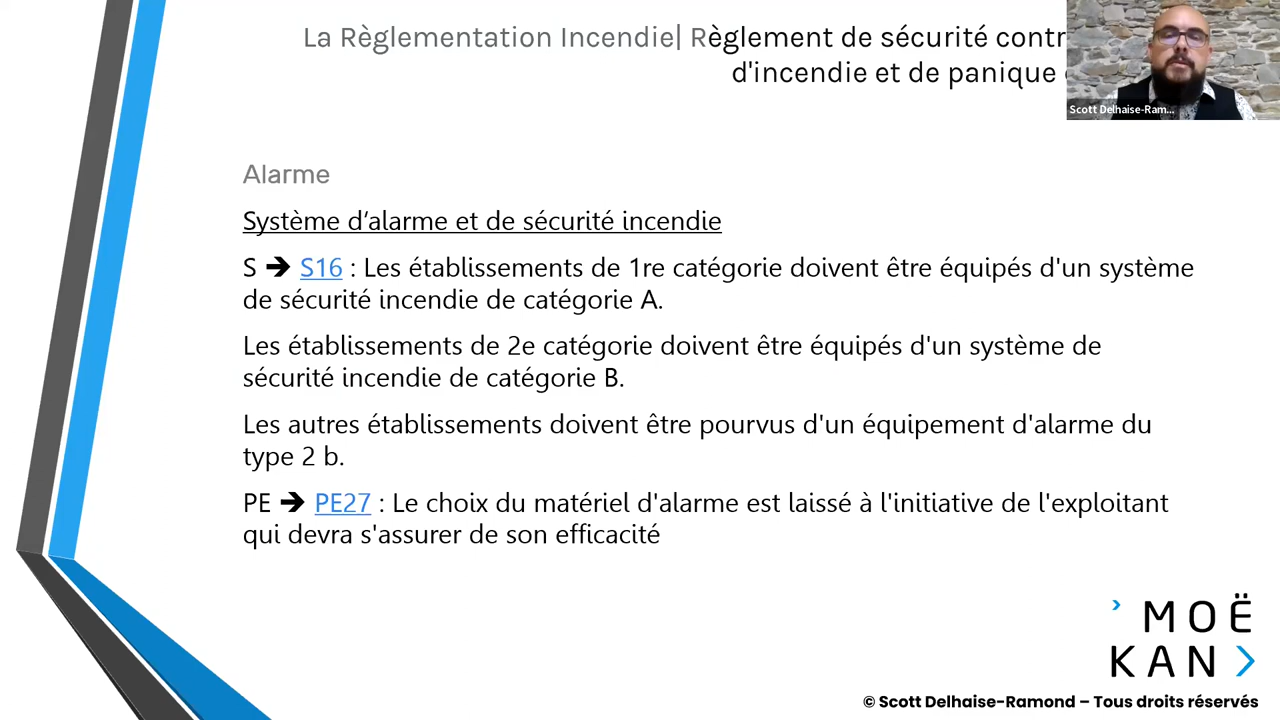 La Règlementation Incendie| Règlement de sécurité contr
d'incendie et de panique
Scott Delhaise-Ram...
Alarme
Système d’alarme et de sécurité incendie
S ➔ S16 : Les établissements de 1re catégorie doivent être équipés d'un système
de sécurité incendie de catégorie A.
Les établissements de 2e catégorie doivent être équipés d'un système de
sécurité incendie de catégorie B.
Les autres établissements doivent être pourvus d'un équipement d'alarme du
type 2 b.
PE ➔ PE27 : Le choix du matériel d'alarme est laissé à l'initiative de l'exploitant
qui devra s'assurer de son efficacité
MOË
KAN
© Scott Delhaise-Ramond – Tous droits réservés